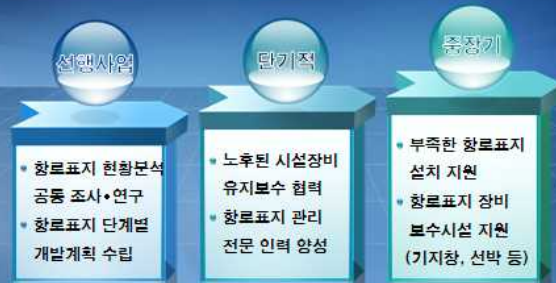 선행사업
항로표지 현황분석
공통 조사•연구
항로표지 단계별
개발계획 수립
단기적
노후된 시설장비
유지보수 협력
항로표지 관리
전문 인력 양성
중장기
부족한 항로표지
설치 지원
항로표지 장비
보수시설 지원
(기지창, 선박 등)